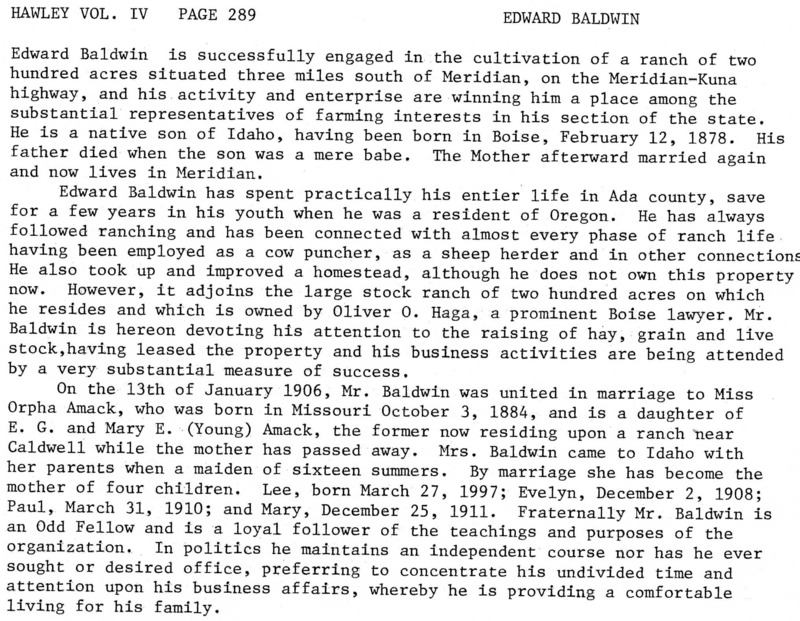 HAWLEY VOL. IV   PAGE 289   EDWARD BALDWIN
Edward Baldwin  is successfully engaged in the cultivation of a ranch of two
hundred acres situated three miles south of Meridian, on the Meridian-Kuna
highway, and his activity and enterprise are winning him a place among the
substantial representatives of farming interests in his section of the state.
He is a native son of Idaho, having been born in Boise, February 12, 1878.  His
father died when the son was a mere babe.  The Mother afterward married again
and now lives in Meridian.
Edward Baldwin has spent practically his entier life in Ada county, save
for a few years in his youth when he was a resident of Oregon.  He has always
followed ranching and has been connected with almost every phase of ranch life
having been employed as a cow puncher, as a sheep herder and in other connections
He also took up and improved a homestead, although he does not own this property
now.  However, it adjoins the large stock ranch of two hundred acres on which
he resides and which is owned by Oliver O. Haga, a prominent Boise lawyer. Mr.
Baldwin is hereon devoting his attention to the raising of hay, grain and live
stock,having leased the property and his business activities are being attended
by a very substantial measure of success.
On the 13th of January 1906, Mr. Baldwin was united in marriage to Miss
Orpha Amack, who was born in Missouri October 3, 1884, and is a daughter of
E. G. and Mary E. (Young) Amack, the former now residing upon a ranch near
Caldwell while the mother has passed away.  Mrs. Baldwin came to Idaho with
her parents when a maiden of sixteen summers.  By marriage she has become the
mother of four children.  Lee, born March 27, 1997; Evelyn, December 2, 1908;
Paul, March 31, 1910; and Mary, December 25, 1911.  Fraternally Mr. Baldwin is
an Odd Fellow and is a loyal follower of the teachings and purposes of the
organization.  In politics he maintains an independent course nor has he ever
sought or desired office, preferring to concentrate his undivided time and
attention upon his business affairs, whereby he is providing a comfortable
living for his family.